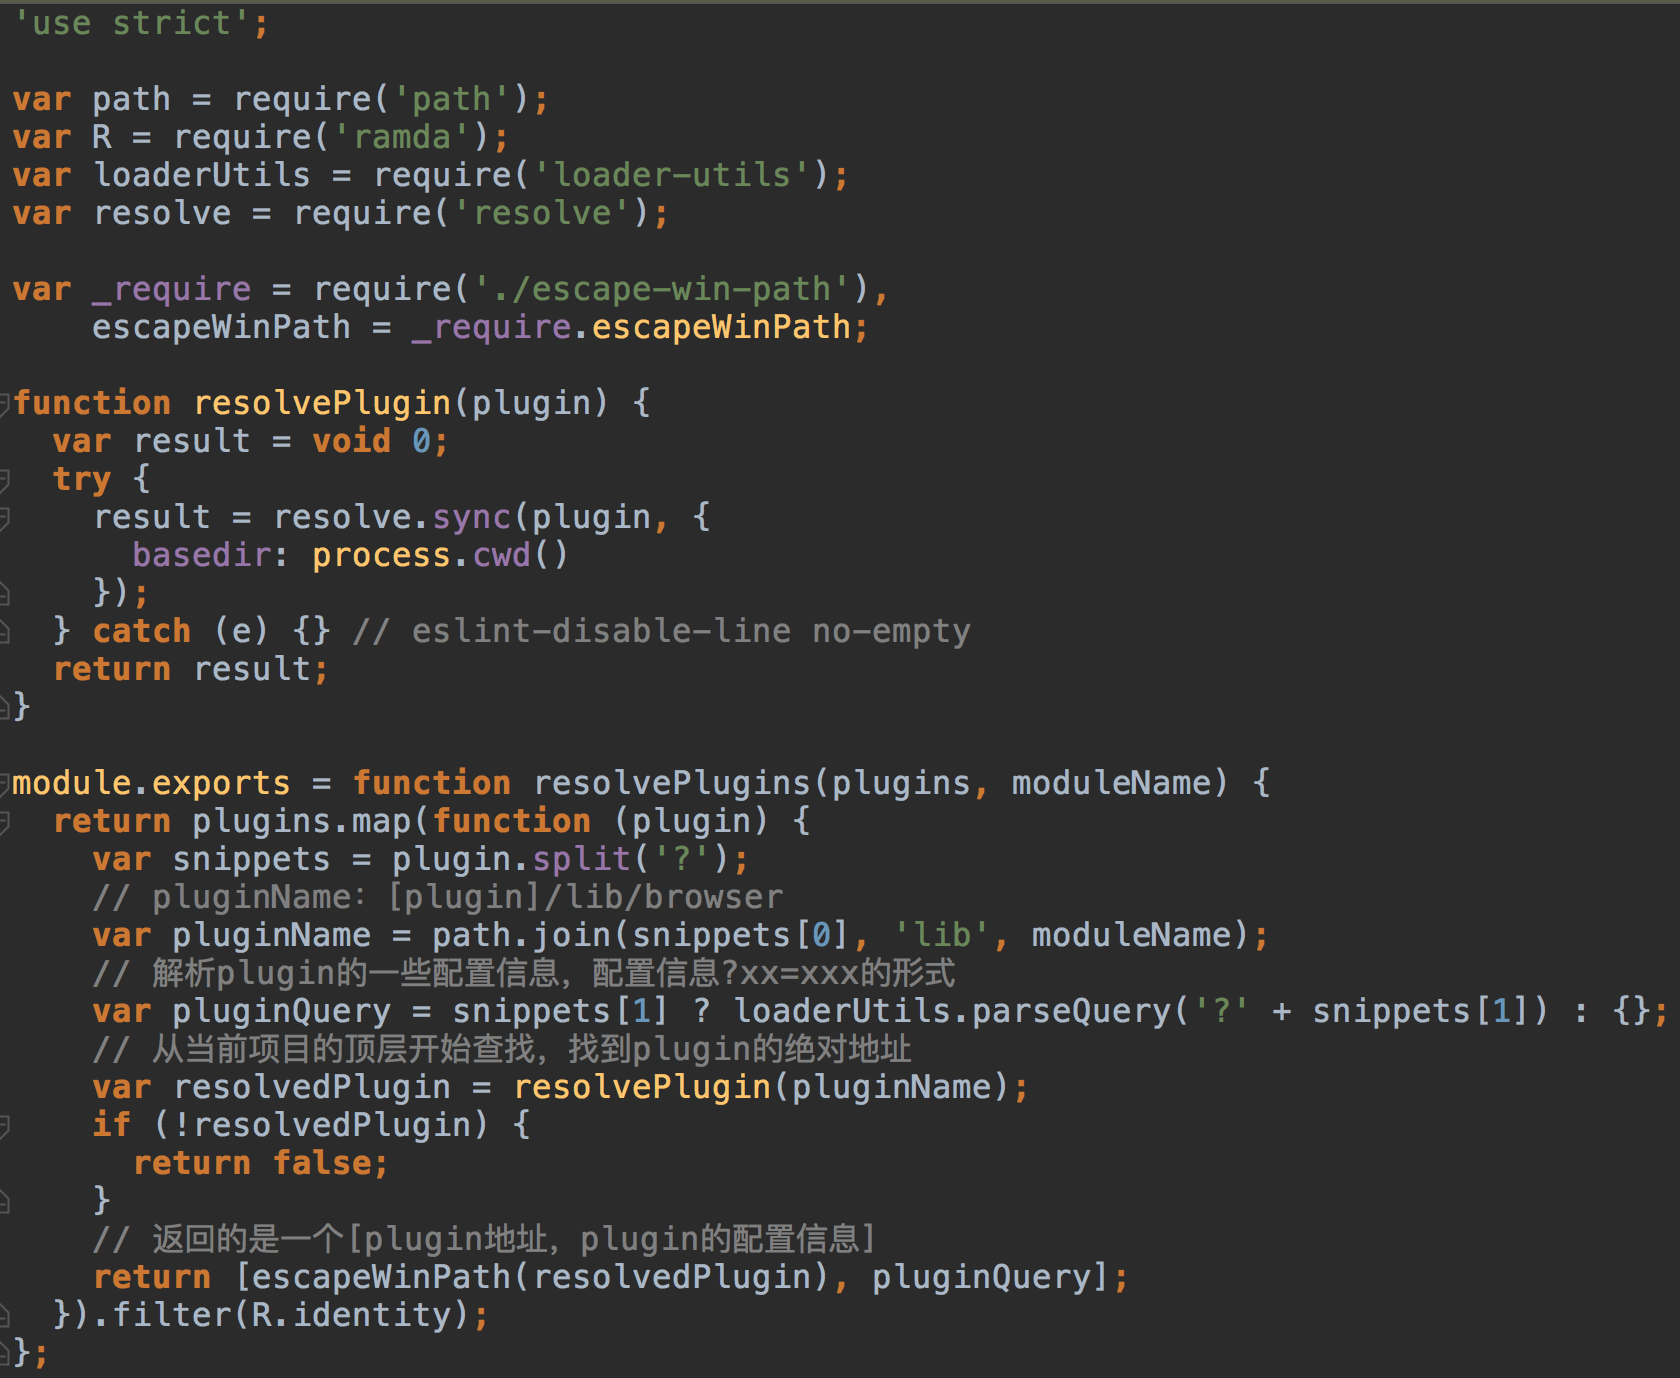 'use strict';
var path = require('path');
var R = require('ramda');
var loaderUtils = require('loader-utils');
var resolve = require('resolve');
var _require = require('./escape-win-path'),
    escapeWinPath = _require.escapeWinPath;
function resolvePlugin(plugin) {
  var result = void 0;
  try {
    result = resolve.sync(plugin, {
      basedir: process.cwd()
    });
  } catch (e) {} // eslint-disable-line no-empty
  return result;
}
module.exports = function resolvePlugins(plugins, moduleName) {
  return plugins.map(function (plugin) {
    var snippets = plugin.split('?');
    // pluginName：[plugin]/lib/browser
    var pluginName = path.join(snippets[0], 'lib', moduleName);
    // 解析plugin的一些配置信息，配置信息?xx=xxx的形式
    var pluginQuery = snippets[1] ? loaderUtils.parseQuery('?' + snippets[1]) : {};
    // 从当前项目的顶层开始查找，找到plugin的绝对地址
    var resolvedPlugin = resolvePlugin(pluginName);
    if (!resolvedPlugin) {
      return false;
    }
    // 返回的是一个[plugin地址，plugin的配置信息]
    return [escapeWinPath(resolvedPlugin), pluginQuery];
  }).filter(R.identity);
};